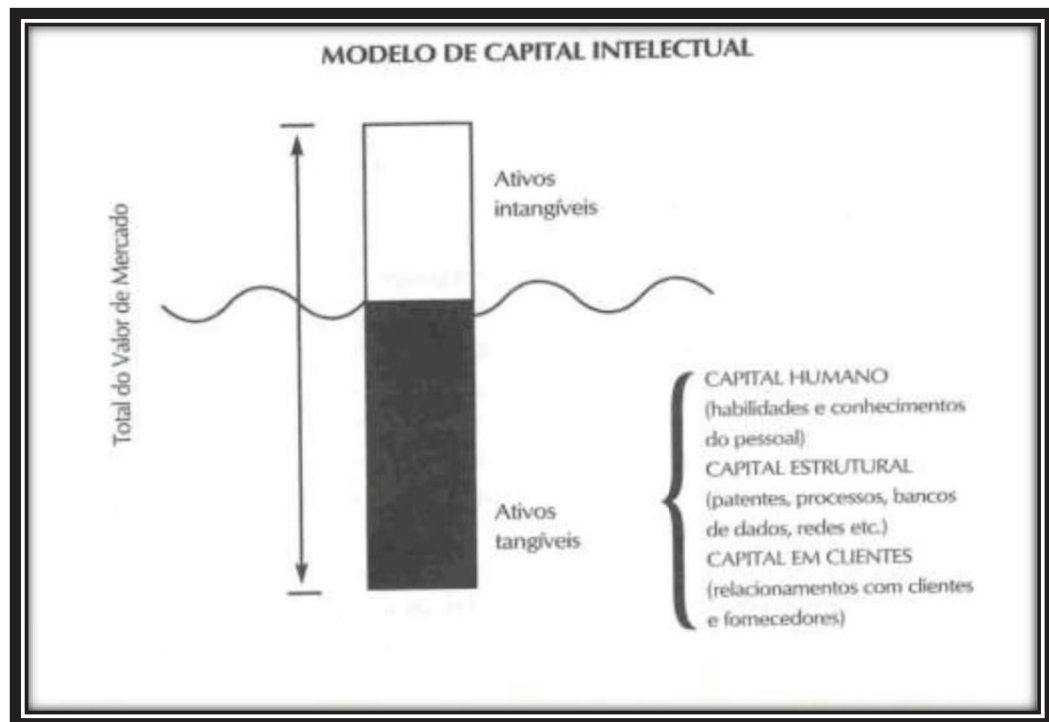 MODELO DE CAPITAL INTELECTUAL
Total do Valor de Mercado
Ativos
intangíveis
Ativos
tangíveis
CAPITAL HUMANO
(habilidades e conhecimentos
do pessoal)
CAPITAL ESTRUTURAL
(patentes, processos, bancos
de dados, redes etc.)
CAPITAL EM CLIENTES
(relacionamentos com clientes
e fornecedores)